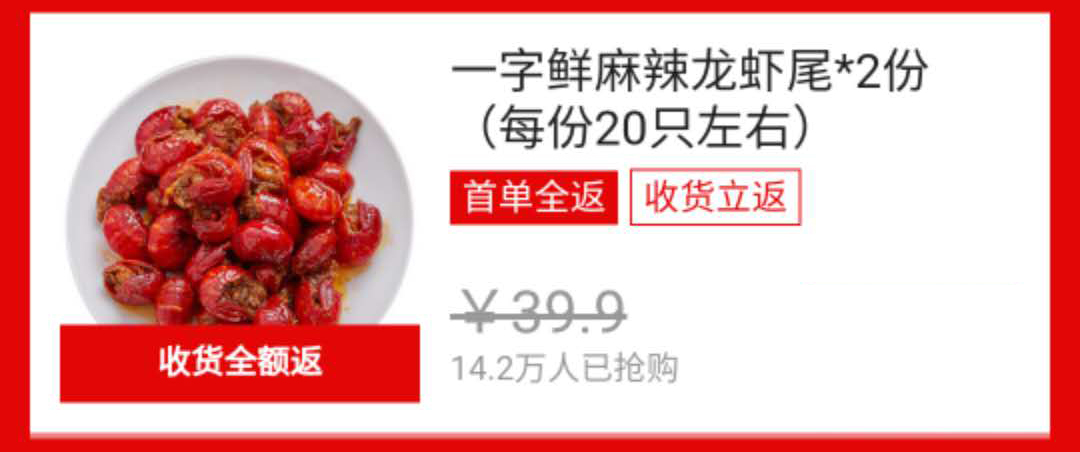 一字鲜麻辣龙虾尾*2份
（每份20只左右）
首单全返 收货立返
￥39.9
14.2万人已抢购
收货全额返